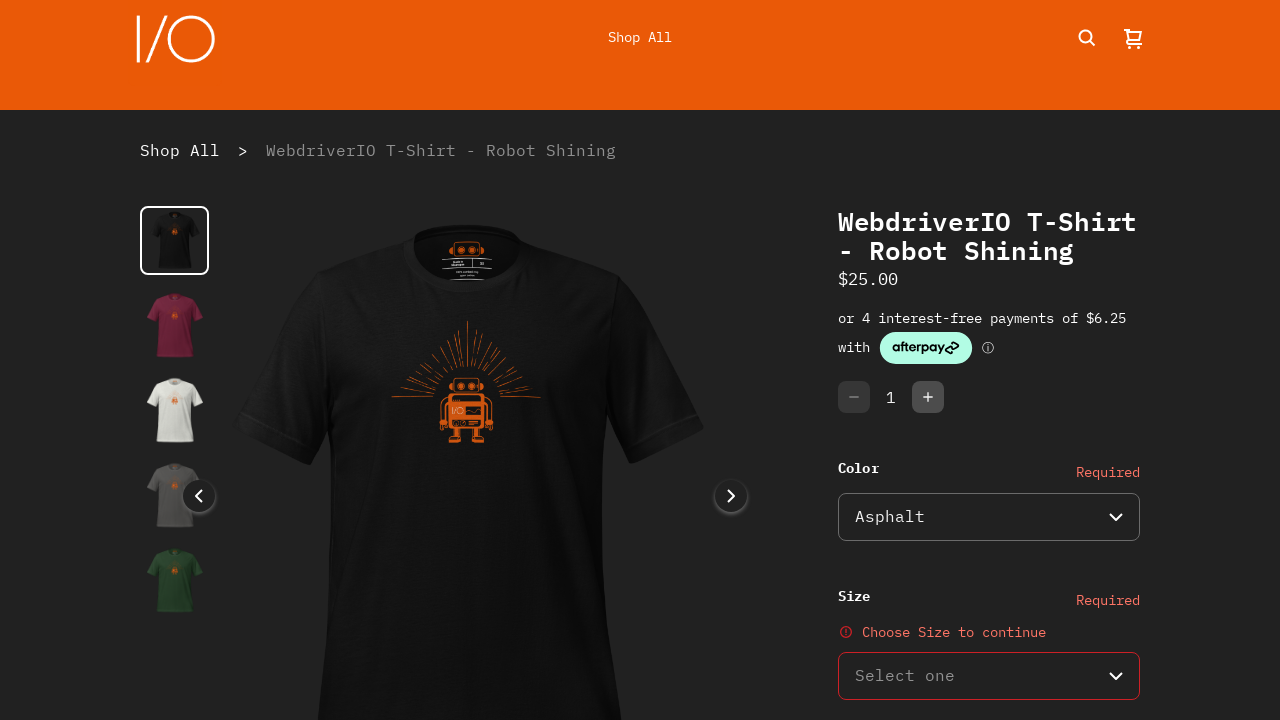 I/O
Shop All
Shop All > WebdriverIO T-Shirt - Robot Shining
WebdriverIO T-Shirt
- Robot Shining
$25.00
or 4 interest-free payments of $6.25
with afterpay ⓘ
1
Color
Required
Asphalt
Size
Required
Choose Size to continue
Select one
I/O